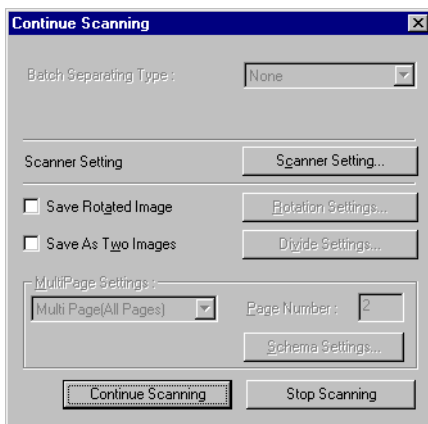 Continue Scanning
Batch Separating Type : None
Scanner Setting Scanner Setting...
Save Rotated Image Rotation Settings...
Save As Two Images Divide Settings...
MultiPage Settings :
Multi Page(All Pages) Page Number : 2
Schema Settings...
Continue Scanning Stop Scanning